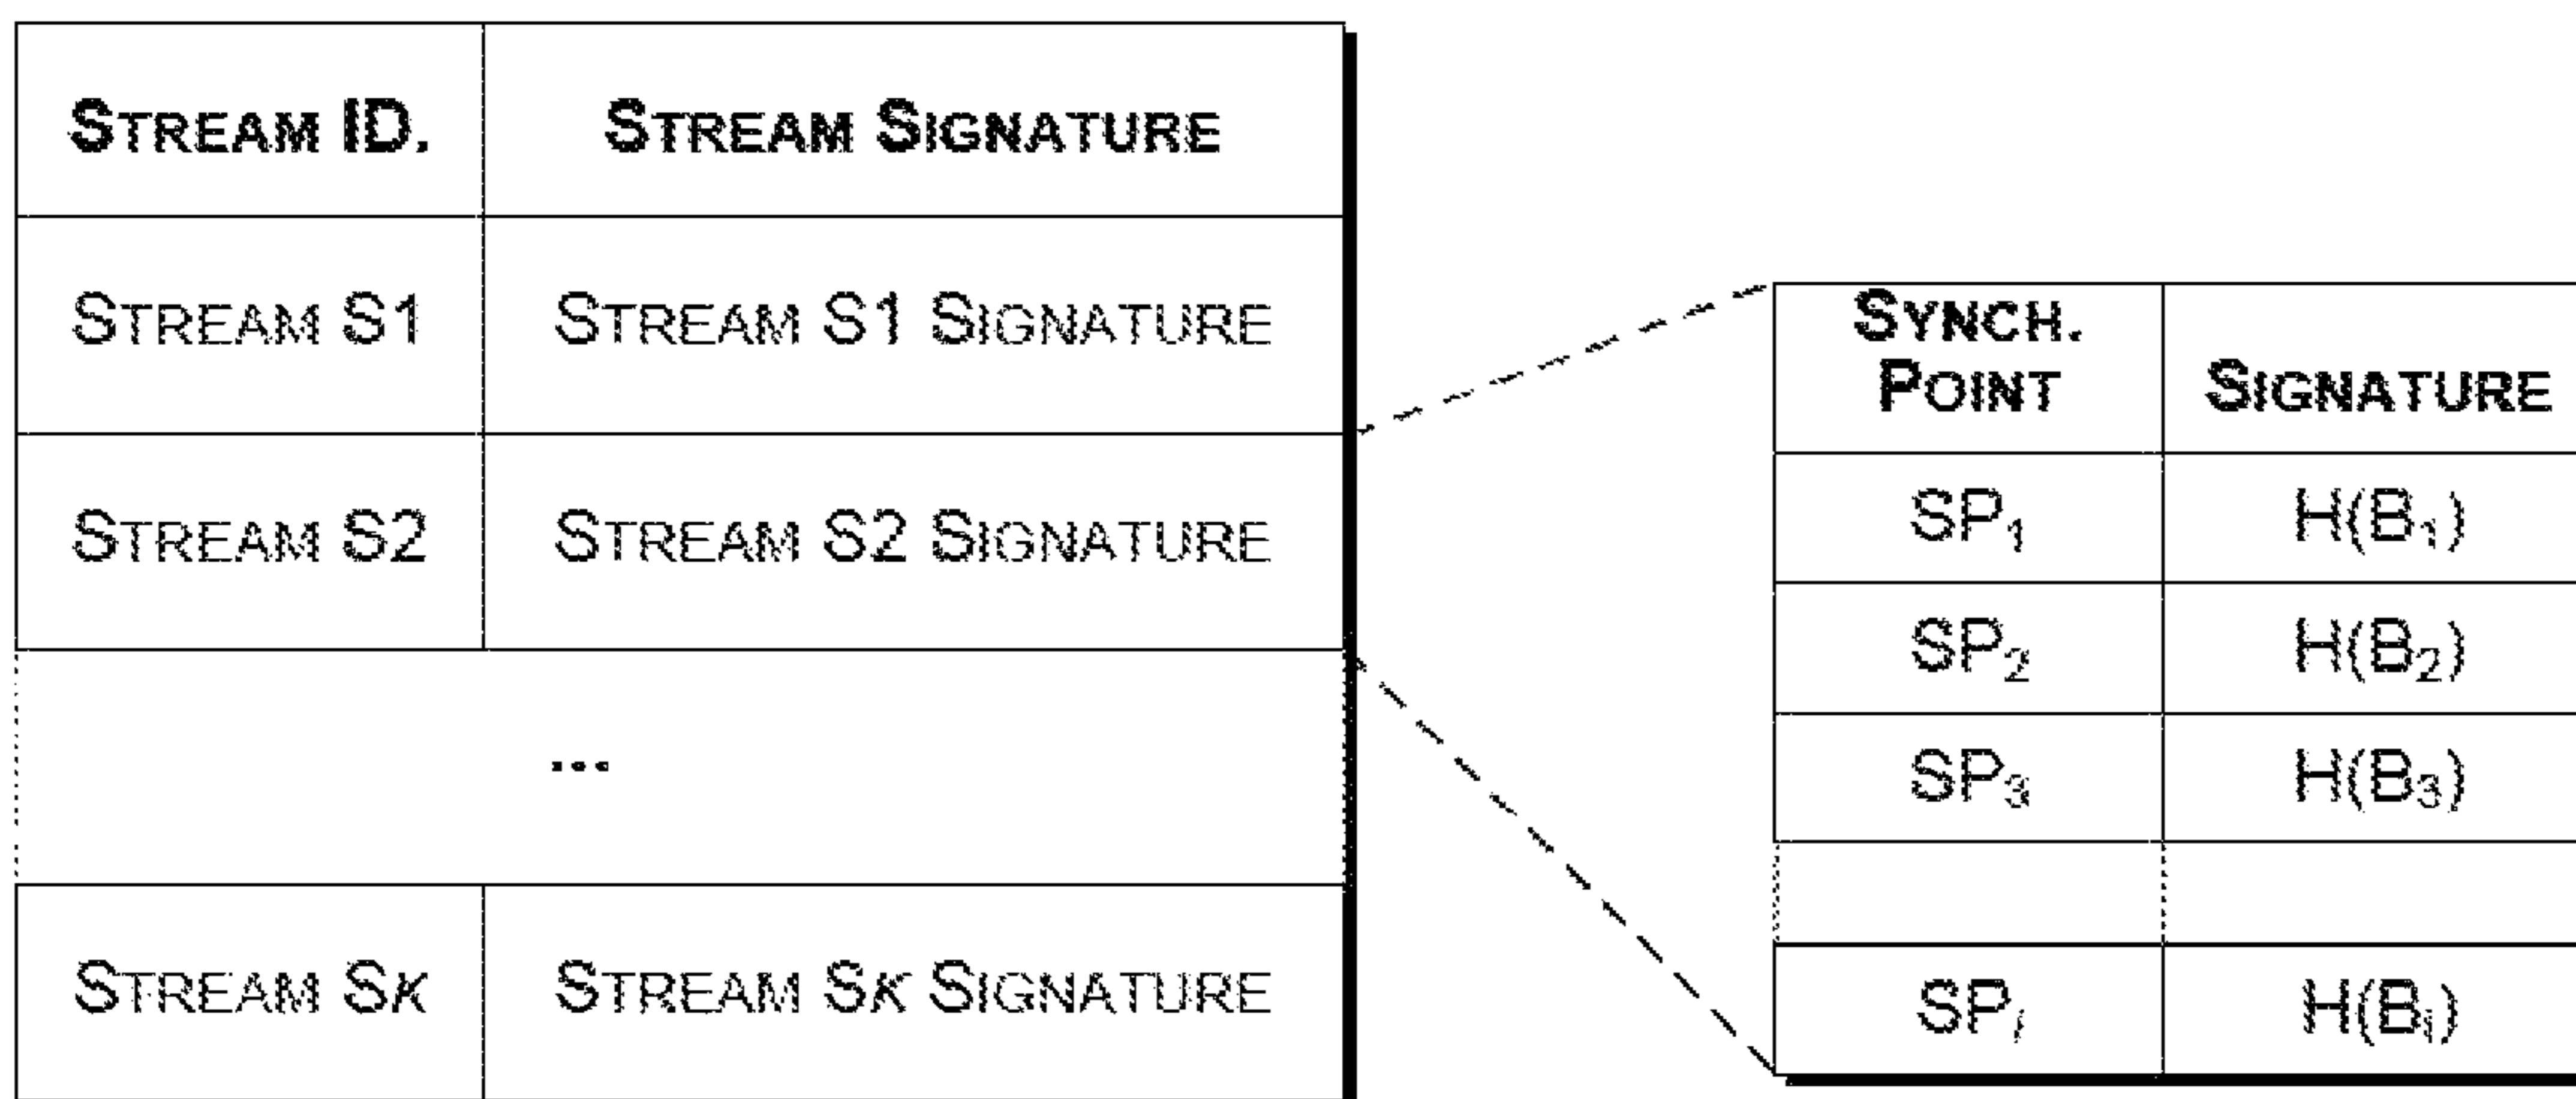 STREAM ID. STREAM SIGNATURE
STREAM S1 STREAM S1 SIGNATURE
STREAM S2 STREAM S2 SIGNATURE
...
STREAM SK STREAM SK SIGNATURE
SYNCH.
POINT SIGNATURE
SP₁ H(B₁)
SP₂ H(B₂)
SP₃ H(B₃)
SPᵢ H(Bᵢ)